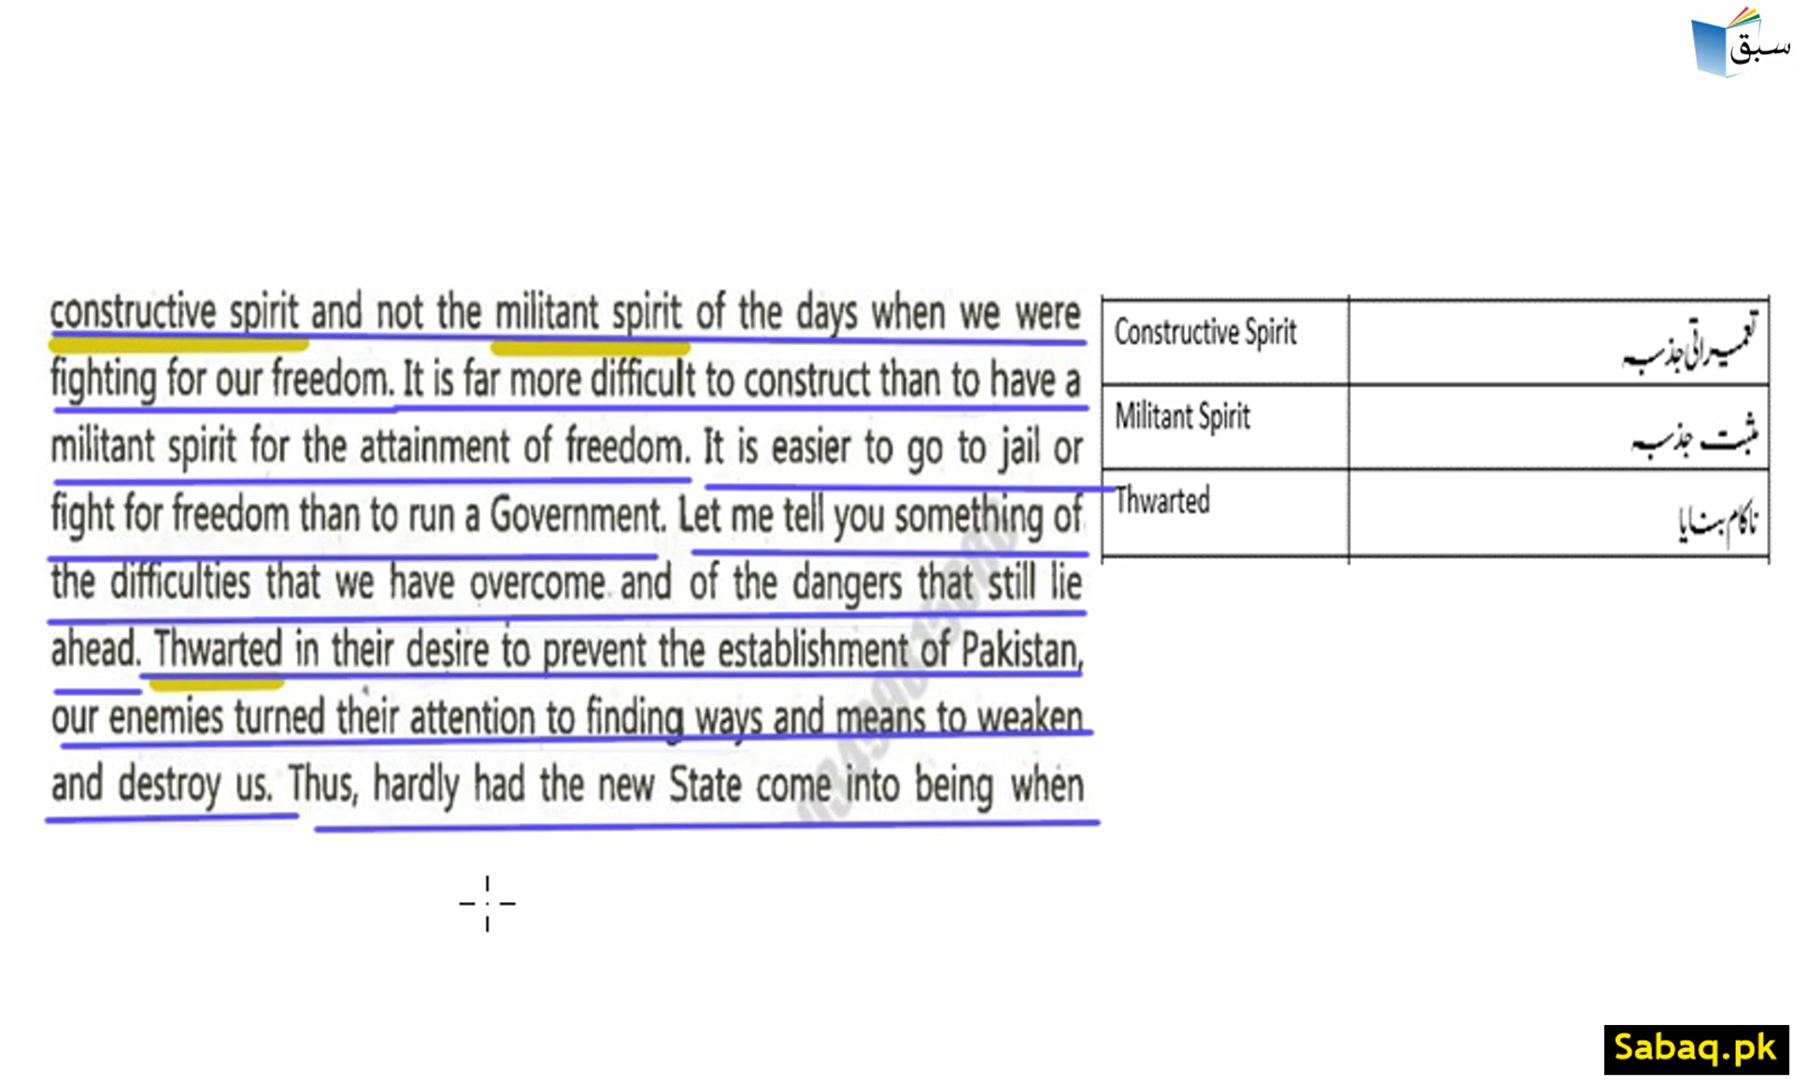 سبق
constructive spirit and not the militant spirit of the days when we were
fighting for our freedom. It is far more difficult to construct than to have a
militant spirit for the attainment of freedom. It is easier to go to jail or
fight for freedom than to run a Government. Let me tell you something of
the difficulties that we have overcome and of the dangers that still lie
ahead. Thwarted in their desire to prevent the establishment of Pakistan,
our enemies turned their attention to finding ways and means to weaken
and destroy us. Thus, hardly had the new State come into being when
Constructive Spirit تعمیراتی جذبہ
Militant Spirit مثبت جذبہ
Thwarted ناکام بنایا
Sabaq.pk